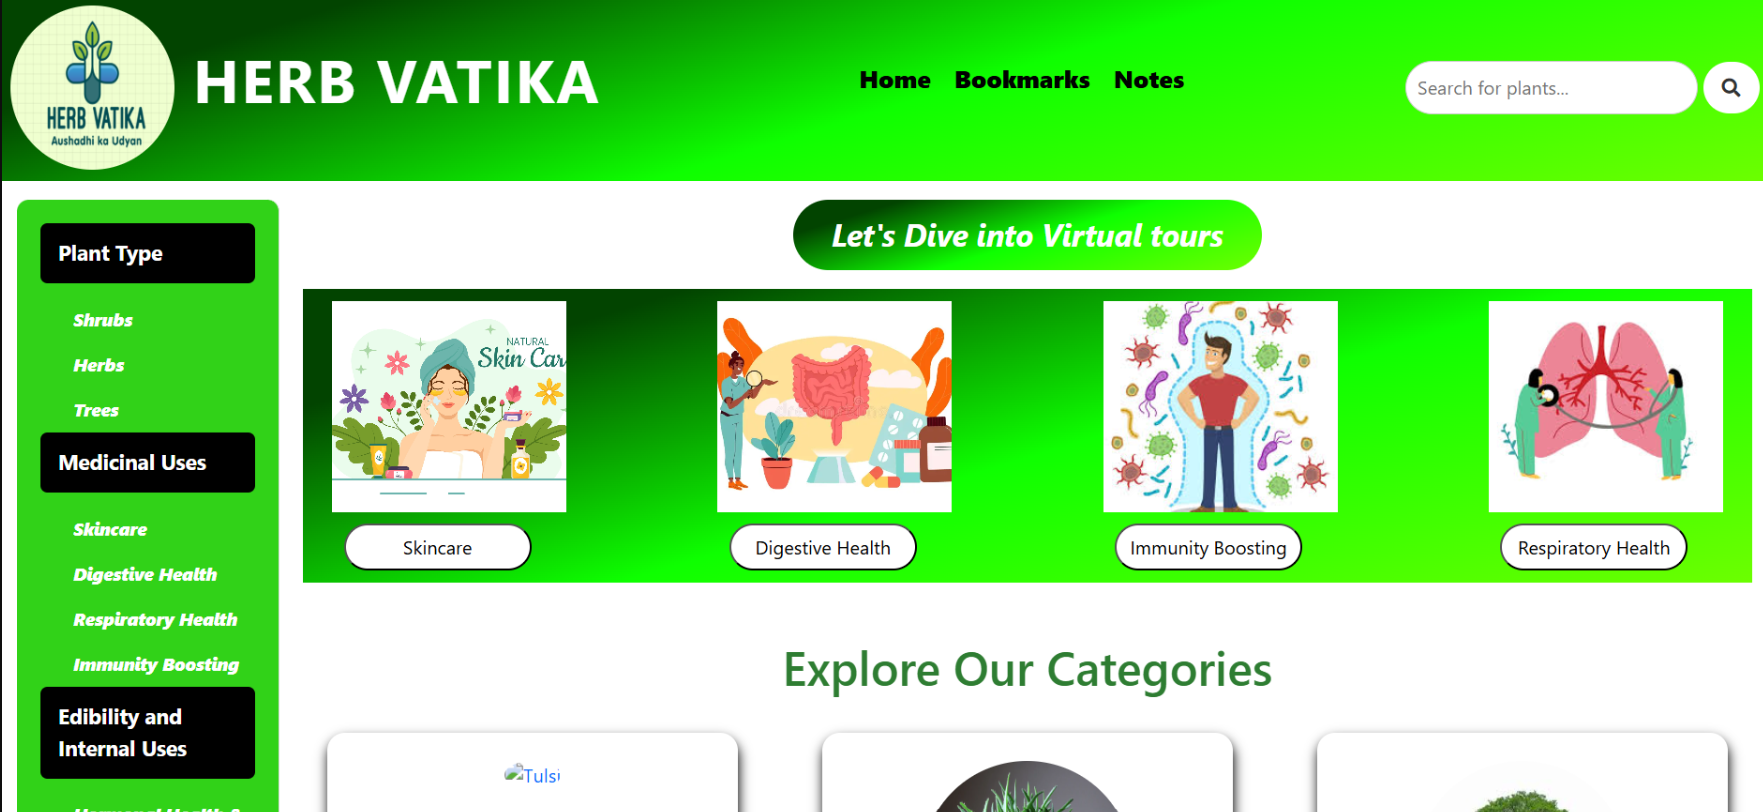 HERB VATIKA
Aushadhi ka Udyan
HERB VATIKA
Home Bookmarks Notes
Search for plants...
Plant Type
Shrubs
Herbs
Trees
Medicinal Uses
Skincare
Digestive Health
Respiratory Health
Immunity Boosting
Edibility and
Internal Uses
Let's Dive into Virtual tours
NATURAL
Skin Car
Skincare
Digestive Health
Immunity Boosting
Respiratory Health
Explore Our Categories
Tulsi